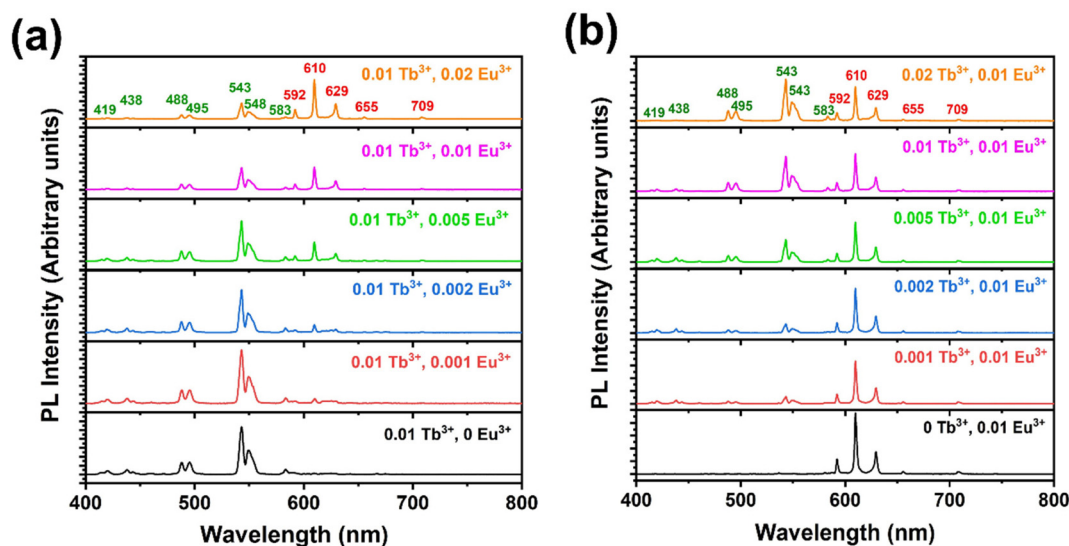 (a)
PL Intensity (Arbitrary units)
0.01 Tb³⁺, 0.02 Eu³⁺
419 438 488 495 543 548 583 592 610 629 655 709
0.01 Tb³⁺, 0.01 Eu³⁺
0.01 Tb³⁺, 0.005 Eu³⁺
0.01 Tb³⁺, 0.002 Eu³⁺
0.01 Tb³⁺, 0.001 Eu³⁺
0.01 Tb³⁺, 0 Eu³⁺
400 500 600 700 800
Wavelength (nm)
(b)
PL Intensity (Arbitrary units)
0.02 Tb³⁺, 0.01 Eu³⁺
419 438 488 495 543 543 583 592 610 629 655 709
0.01 Tb³⁺, 0.01 Eu³⁺
0.005 Tb³⁺, 0.01 Eu³⁺
0.002 Tb³⁺, 0.01 Eu³⁺
0.001 Tb³⁺, 0.01 Eu³⁺
0 Tb³⁺, 0.01 Eu³⁺
400 500 600 700 800
Wavelength (nm)